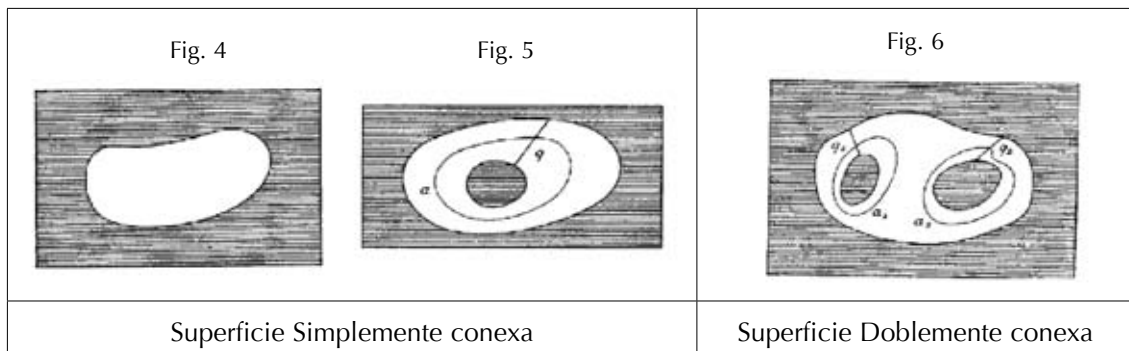 Fig. 4
Fig. 5
Fig. 6
a
q
q₁
a₁
a₂
q₂
Superficie Simplemente conexa
Superficie Doblemente conexa